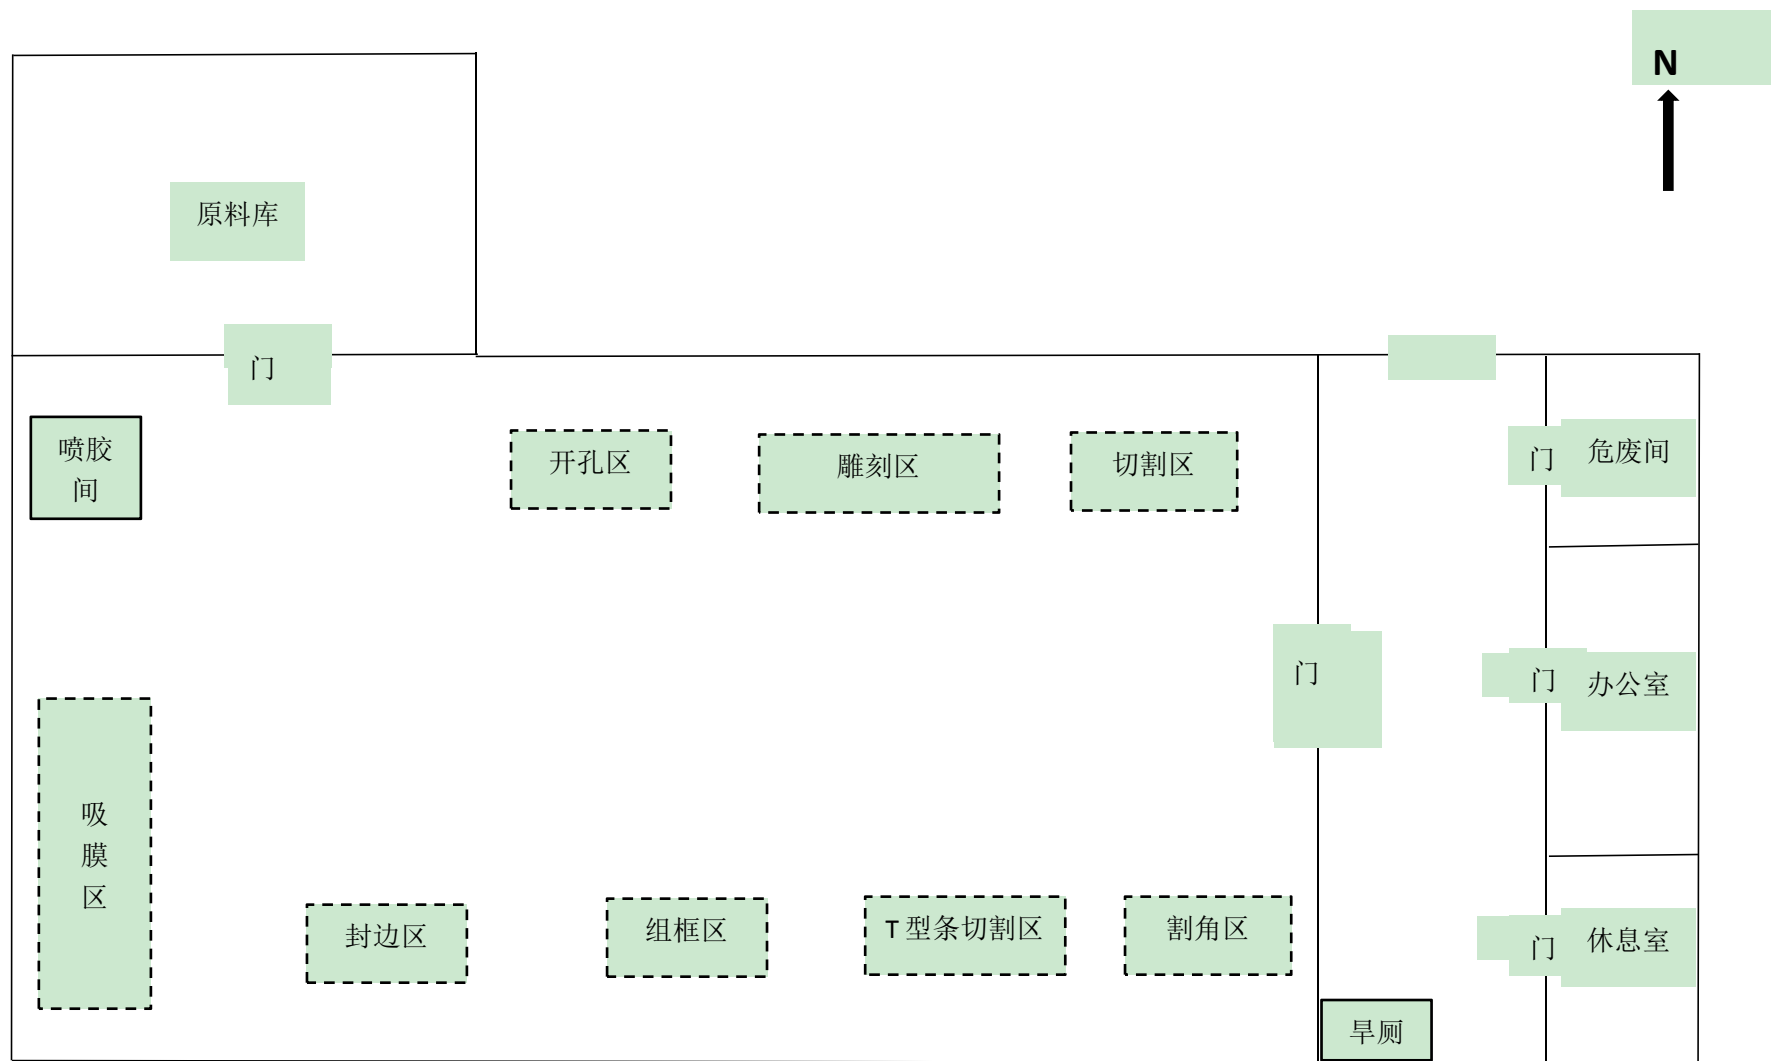 N
原料库
门
喷胶
间
开孔区
雕刻区
切割区
门
危废间
门
门
办公室
吸
膜
区
封边区
组框区
T型条切割区
割角区
门
休息室
旱厕